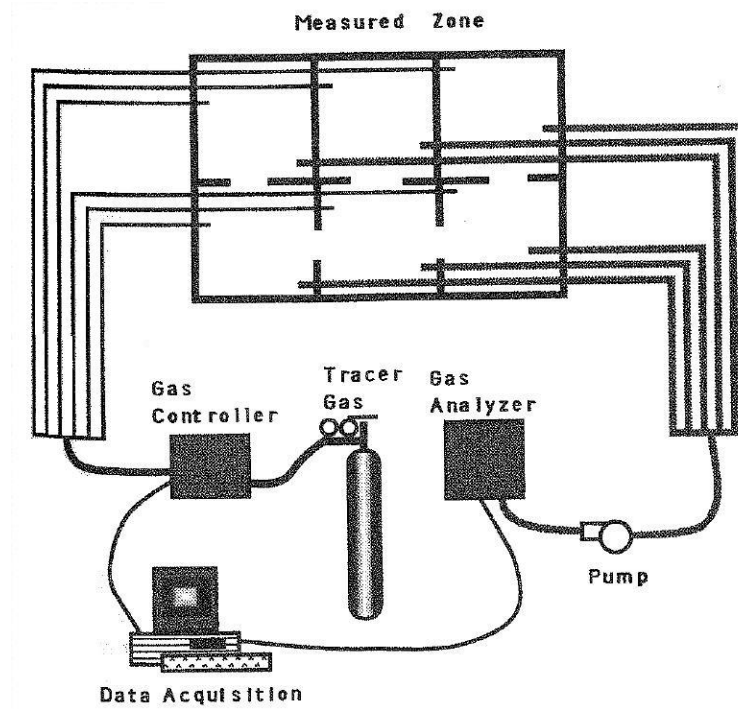 Measured Zone
Gas
Controller
Tracer
Gas
Gas
Analyzer
Pump
Data Acquisition